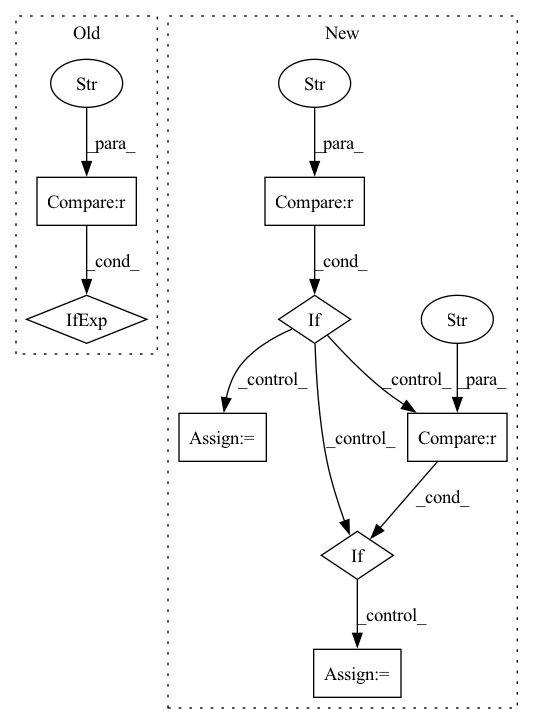 Old
New
Str
Str
_para_
_para_
Compare:r
Compare:r
_cond_
_cond_
IfExp
If
Str
_control_
_control_
_para_
Assign:=
_control_
Compare:r
_cond_
If
_control_
Assign:=